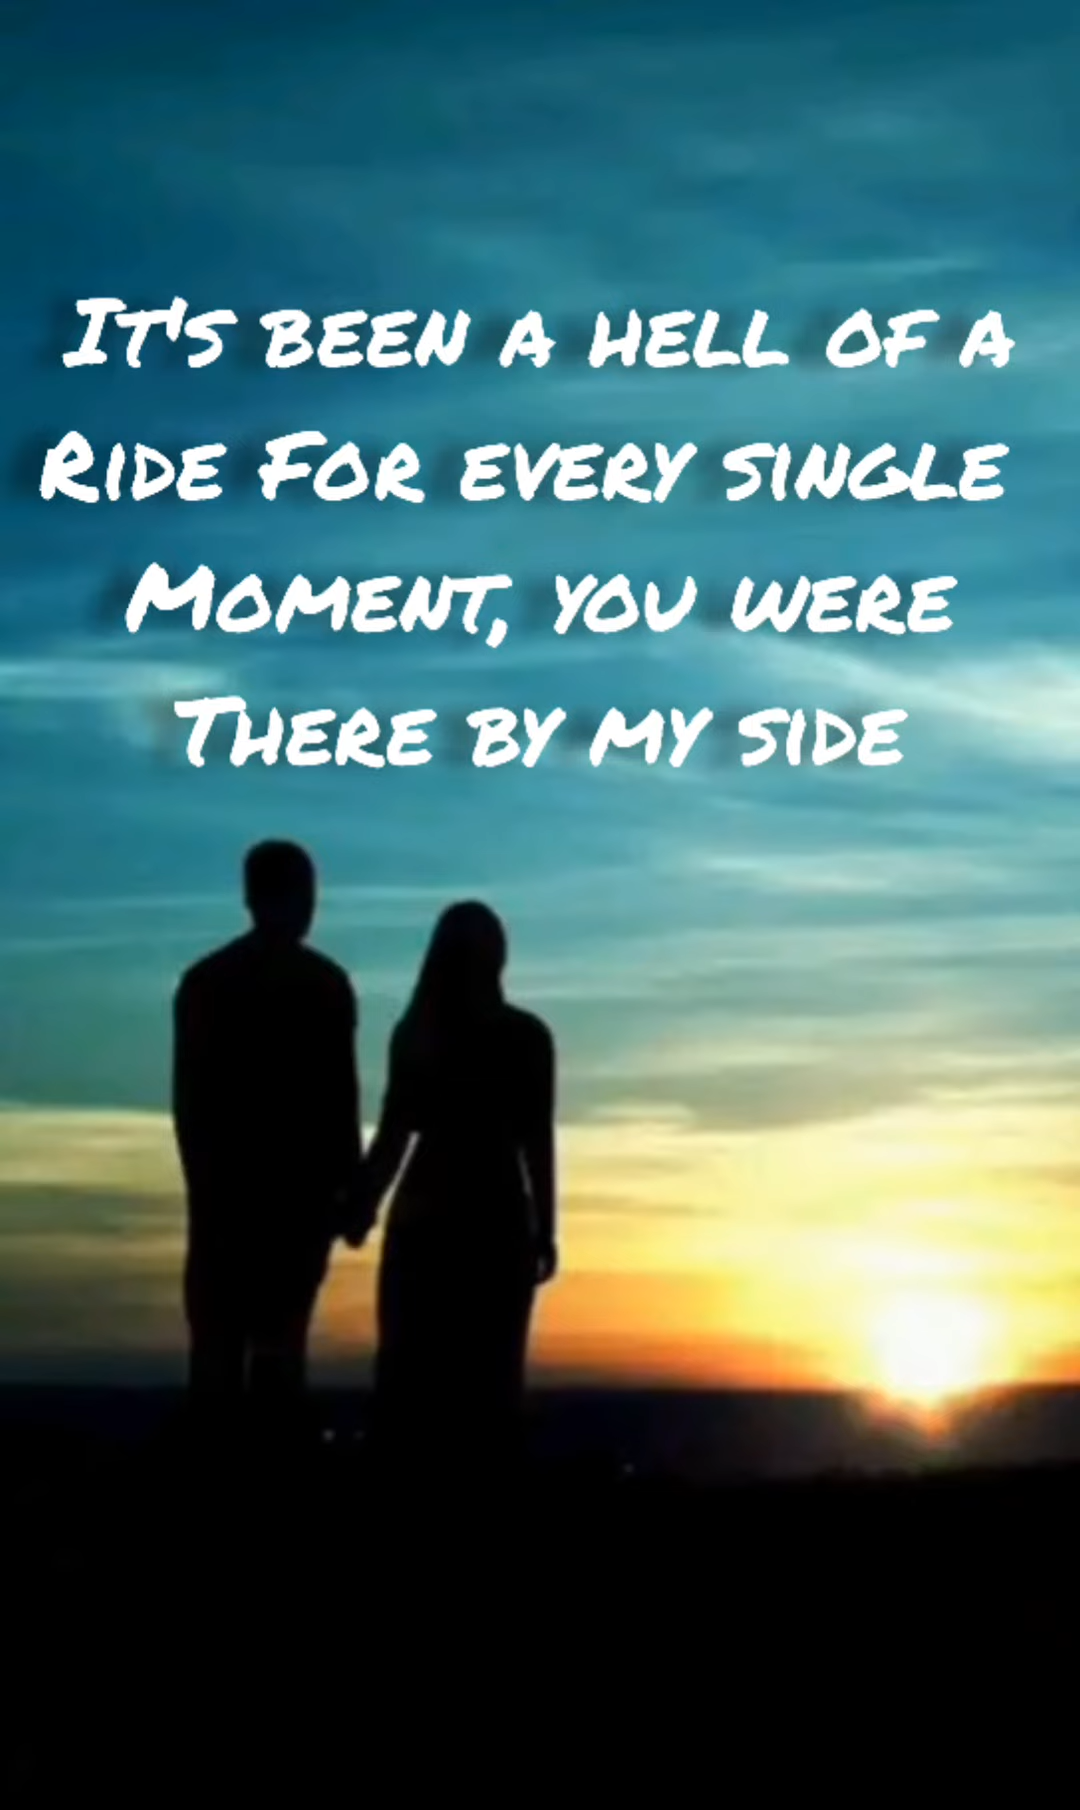 It's been a hell of a
Ride For every single
Moment, you were
There by my side